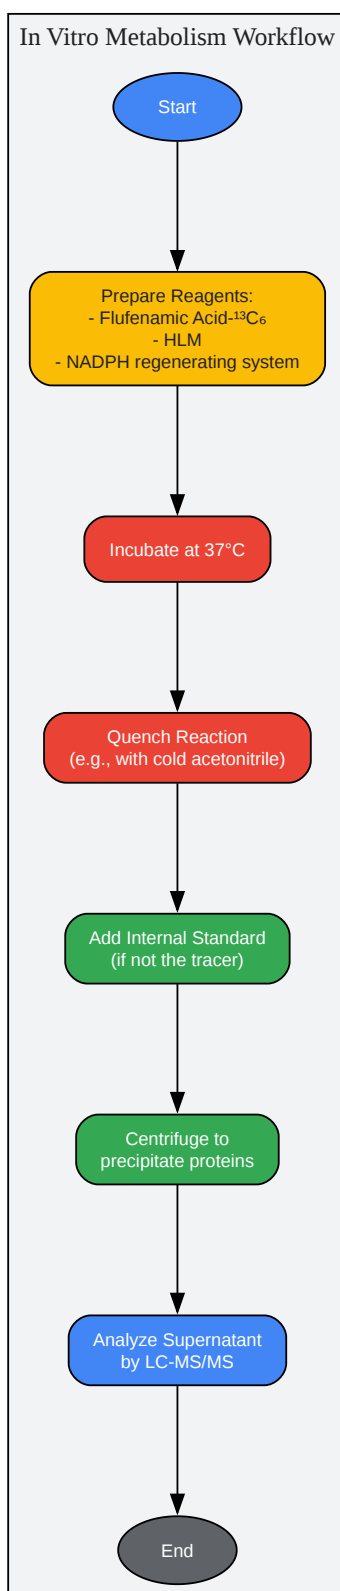 In Vitro Metabolism Workflow
Start
Prepare Reagents:
- Flufenamic Acid-¹³C₆
- HLM
- NADPH regenerating system
Incubate at 37°C
Quench Reaction
(e.g., with cold acetonitrile)
Add Internal Standard
(if not the tracer)
Centrifuge to
precipitate proteins
Analyze Supernatant
by LC-MS/MS
End